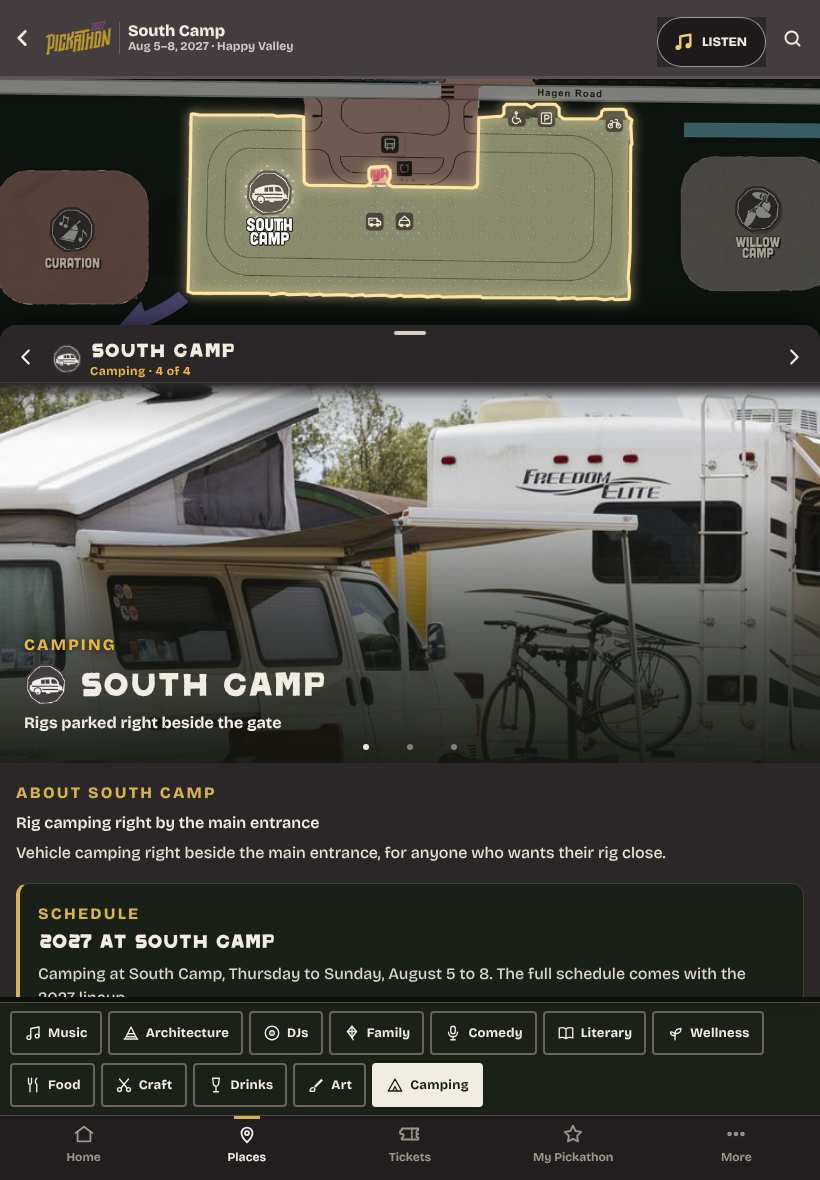 PICKATHON
South Camp
Aug 5–8, 2027 · Happy Valley
LISTEN
Hagen Road
SOUTH
CAMP
CURATION
WILLOW
CAMP
SOUTH CAMP
Camping · 4 of 4
FREEDOM
ELITE
CAMPING
SOUTH CAMP
Rigs parked right beside the gate
ABOUT SOUTH CAMP
Rig camping right by the main entrance
Vehicle camping right beside the main entrance, for anyone who wants their rig close.
SCHEDULE
2027 AT SOUTH CAMP
Camping at South Camp, Thursday to Sunday, August 5 to 8. The full schedule comes with the
2027 lineup
Music
Architecture
DJs
Family
Comedy
Literary
Wellness
Food
Craft
Drinks
Art
Camping
Home
Places
Tickets
My Pickathon
More